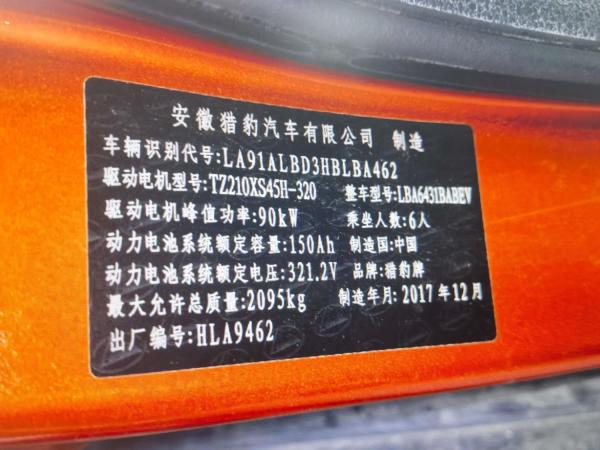 安徽猎豹汽车有限公司 制造
车辆识别代号:LA91ALBD3HBLBA462
驱动电机型号:TZ210XS45H-320 整车型号:LBA6431BABEV
驱动电机峰值功率:90kW 乘坐人数:6人
动力电池系统额定容量:150Ah 制造国:中国
动力电池系统额定电压:321.2V 品牌:猎豹牌
最大允许总质量:2095kg 制造年月:2017年12月
出厂编号:HLA9462